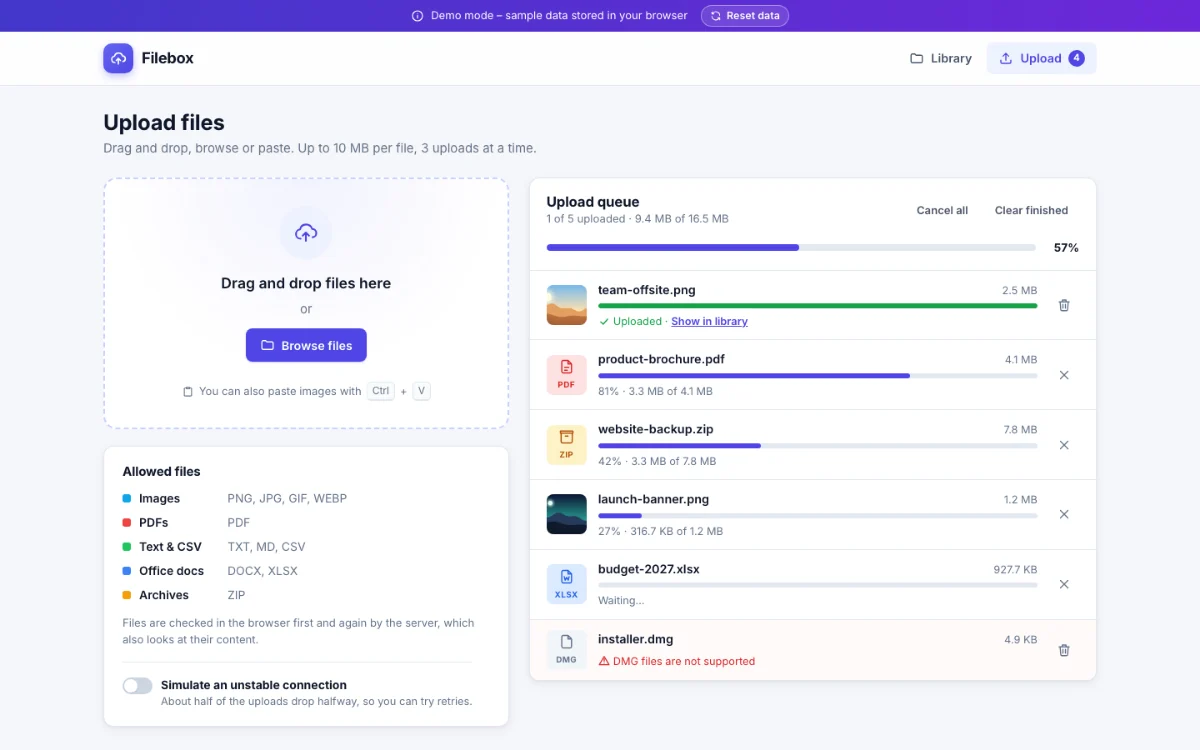 Demo mode – sample data stored in your browser
Reset data
Filebox
Library
Upload
4
Upload files
Drag and drop, browse or paste. Up to 10 MB per file, 3 uploads at a time.
Drag and drop files here
or
Browse files
You can also paste images with Ctrl + V
Allowed files
Images PNG, JPG, GIF, WEBP
PDFs PDF
Text & CSV TXT, MD, CSV
Office docs DOCX, XLSX
Archives ZIP
Files are checked in the browser first and again by the server, which
also looks at their content.
Simulate an unstable connection
About half of the uploads drop halfway, so you can try retries.
Upload queue
1 of 5 uploaded · 9.4 MB of 16.5 MB
Cancel all
Clear finished
57%
team-offsite.png 2.5 MB
Uploaded · Show in library
PDF
product-brochure.pdf 4.1 MB
81% · 3.3 MB of 4.1 MB
ZIP
website-backup.zip 7.8 MB
42% · 3.3 MB of 7.8 MB
launch-banner.png 1.2 MB
27% · 316.7 KB of 1.2 MB
XLSX
budget-2027.xlsx 927.7 KB
Waiting...
DMG
installer.dmg 4.9 KB
DMG files are not supported